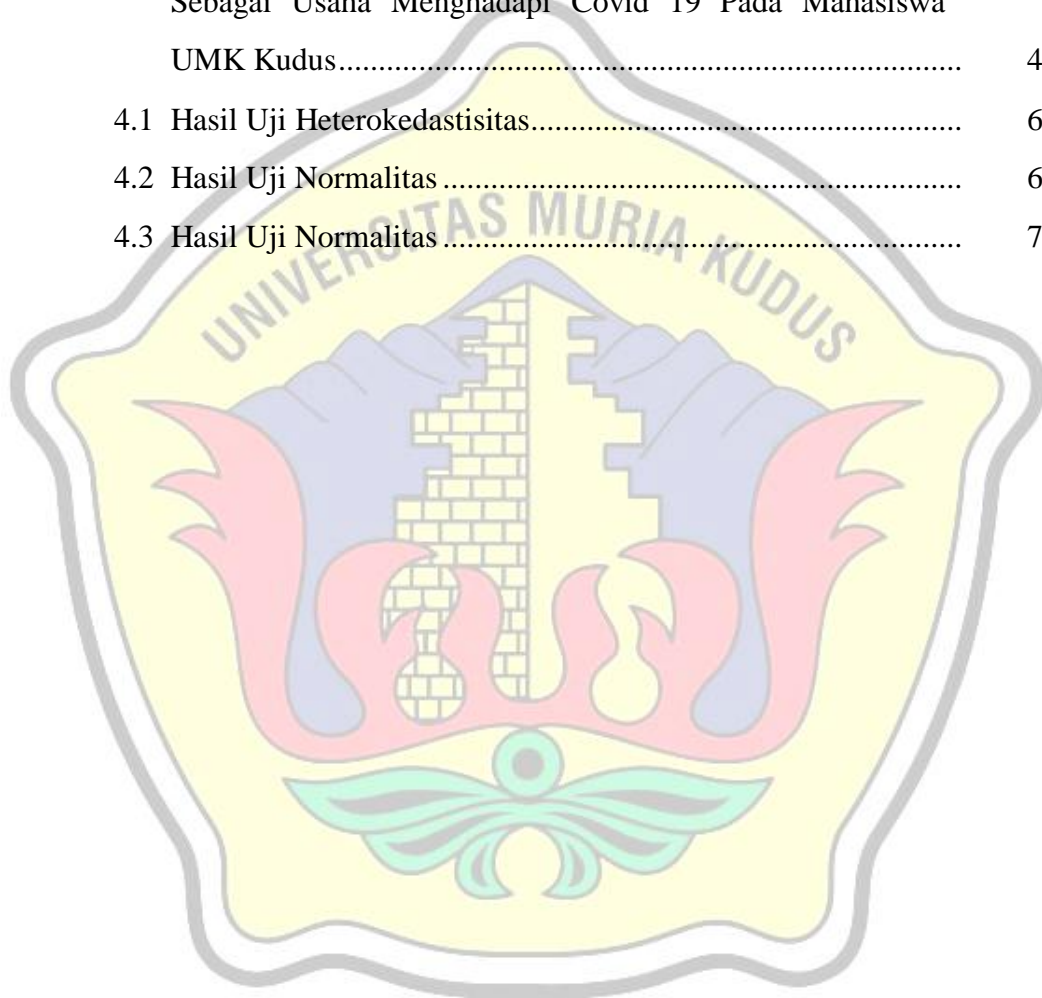 Sebagai Usaha Menghadapi Covid 19 Pada Mahasiswa
UMK Kudus.......................................................................... 4
4.1 Hasil Uji Heterokedastisitas................................................... 6
4.2 Hasil Uji Normalitas.............................................................. 6
4.3 Hasil Uji Normalitas.............................................................. 7
UNIVERSITAS MURIA KUDUS